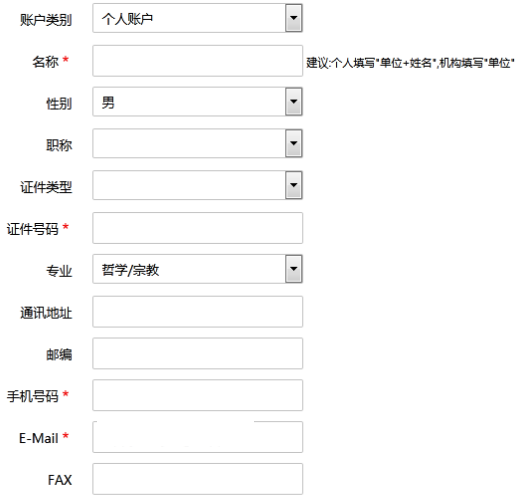 账户类别 个人账户
名称 * 建议:个人填写"单位+姓名",机构填写"单位"
性别 男
职称
证件类型
证件号码 *
专业 哲学/宗教
通讯地址
邮编
手机号码 *
E-Mail *
FAX